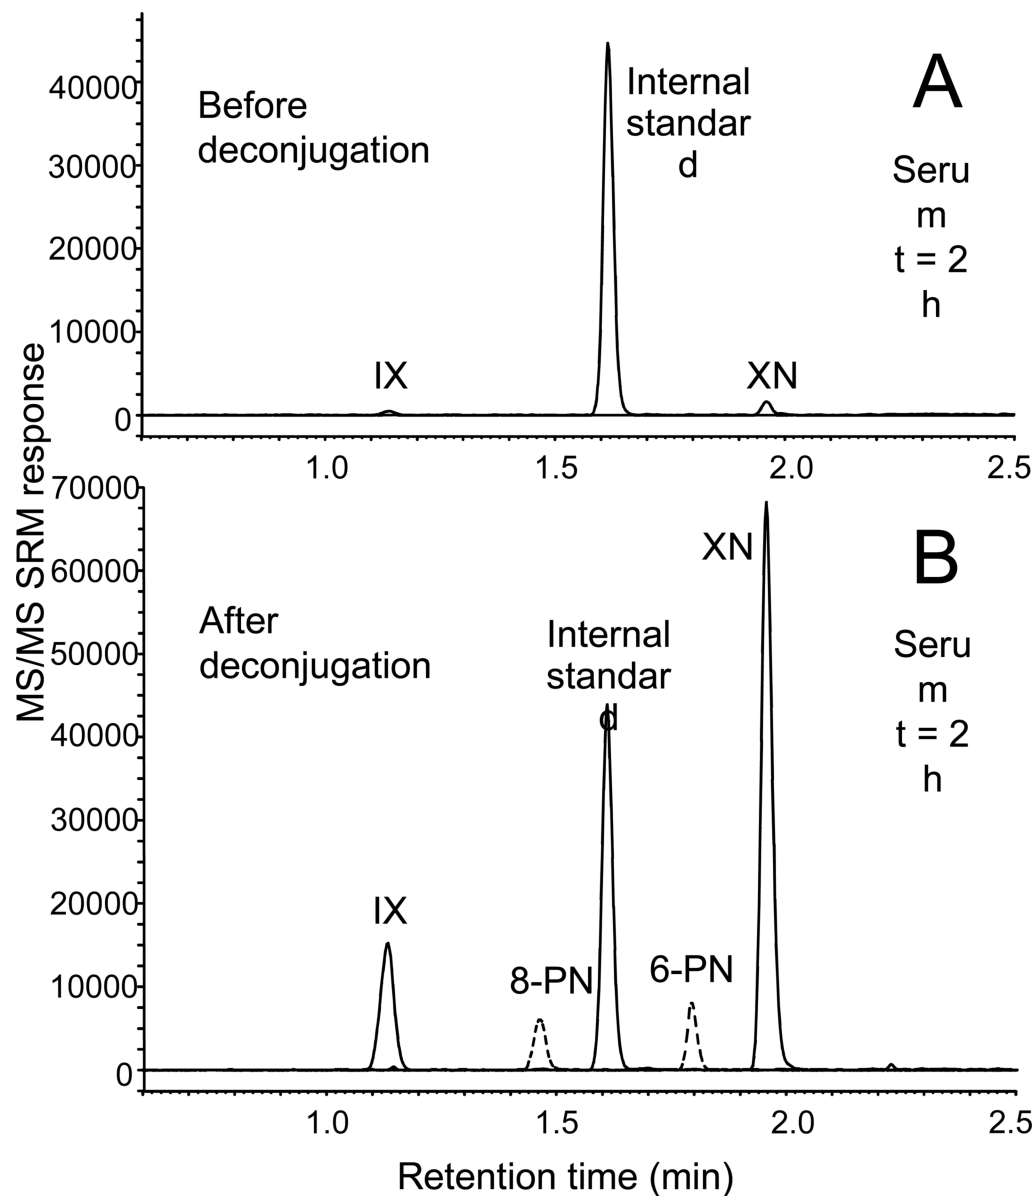 MS/MS SRM response
A
Before
deconjugation
Internal
standar
d
Seru
m
t = 2
h
IX
XN
40000
30000
20000
10000
0
1.0
1.5
2.0
2.5
B
After
deconjugation
Internal
standar
d
XN
Seru
m
t = 2
h
IX
8-PN
6-PN
70000
60000
50000
40000
30000
20000
10000
0
1.0
1.5
2.0
2.5
Retention time (min)